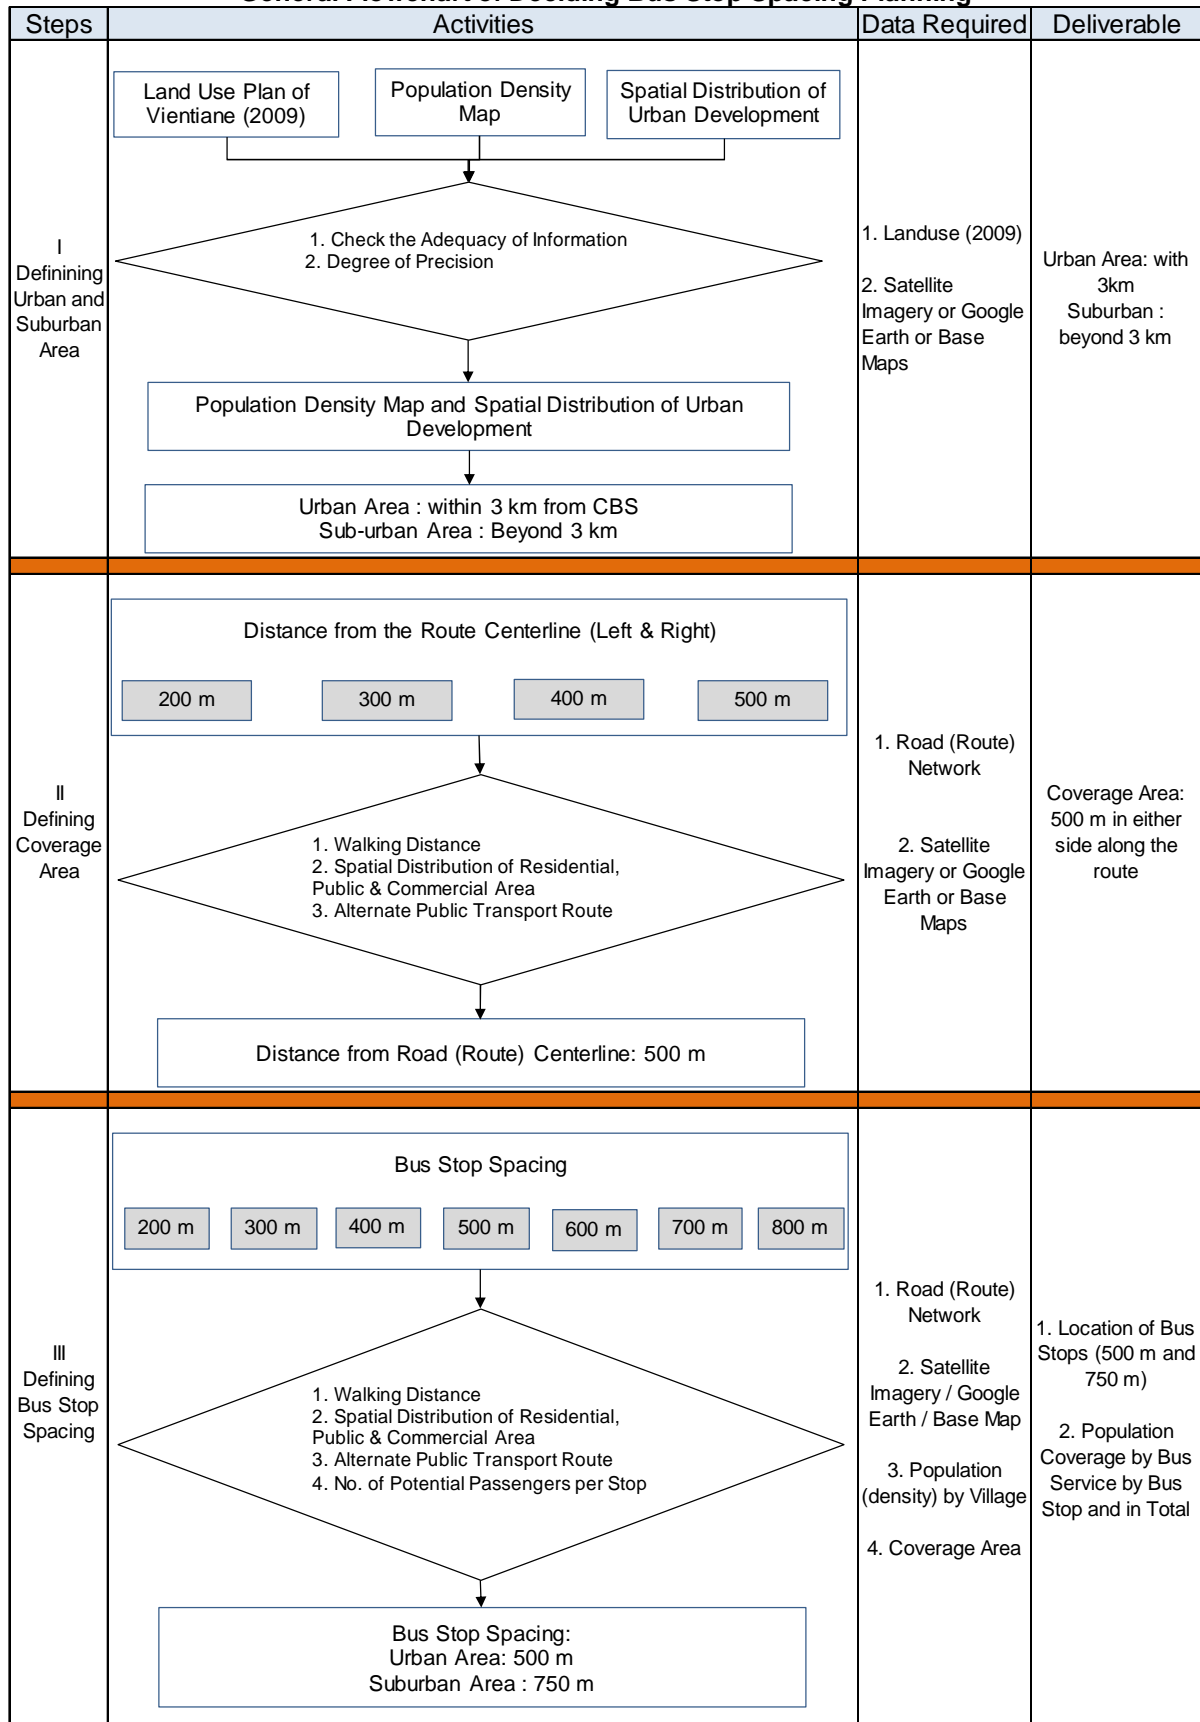 General Flowchart of Deciding Bus Stop Spacing Planning
Steps
Activities
Data Required
Deliverable
I
Definining
Urban and
Suburban
Area
Land Use Plan of
Vientiane (2009)
Population Density
Map
Spatial Distribution of
Urban Development
1. Check the Adequacy of Information
2. Degree of Precision
Population Density Map and Spatial Distribution of Urban
Development
Urban Area : within 3 km from CBS
Sub-urban Area : Beyond 3 km
1. Landuse (2009)
2. Satellite
Imagery or Google
Earth or Base
Maps
Urban Area: with
3km
Suburban :
beyond 3 km
II
Defining
Coverage
Area
Distance from the Route Centerline (Left & Right)
200 m
300 m
400 m
500 m
1. Walking Distance
2. Spatial Distribution of Residential,
Public & Commercial Area
3. Alternate Public Transport Route
Distance from Road (Route) Centerline: 500 m
1. Road (Route)
Network
2. Satellite
Imagery or Google
Earth or Base
Maps
Coverage Area:
500 m in either
side along the
route
III
Defining
Bus Stop
Spacing
Bus Stop Spacing
200 m
300 m
400 m
500 m
600 m
700 m
800 m
1. Walking Distance
2. Spatial Distribution of Residential,
Public & Commercial Area
3. Alternate Public Transport Route
4. No. of Potential Passengers per Stop
Bus Stop Spacing:
Urban Area: 500 m
Suburban Area : 750 m
1. Road (Route)
Network
2. Satellite
Imagery / Google
Earth / Base Map
3. Population
(density) by Village
4. Coverage Area
1. Location of Bus
Stops (500 m and
750 m)
2. Population
Coverage by Bus
Service by Bus
Stop and in Total